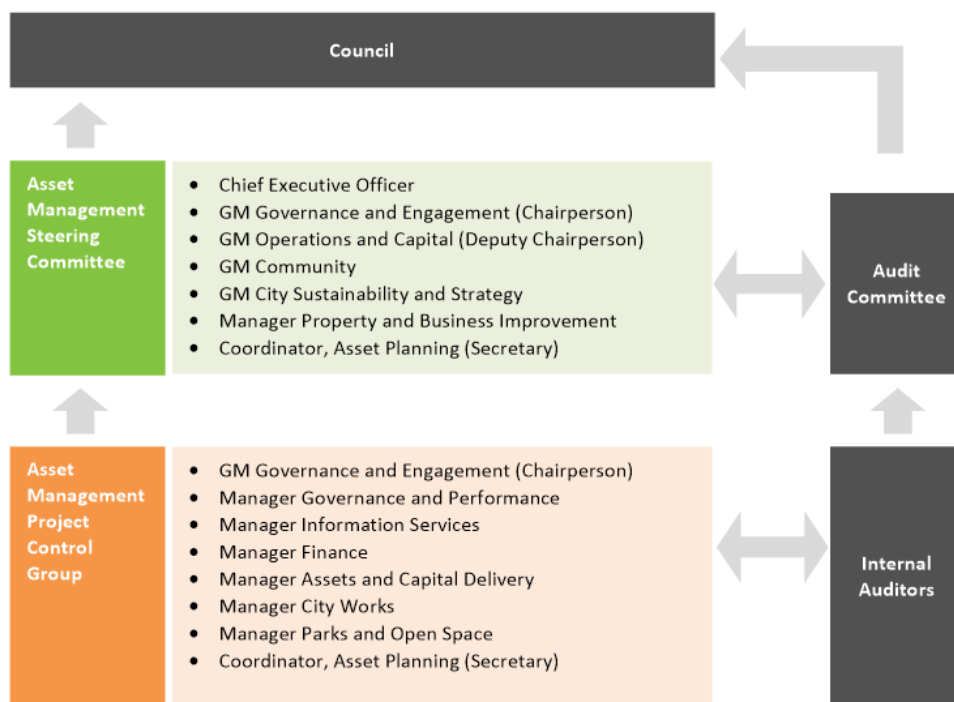 Council
Asset
Management
Steering
Committee
• Chief Executive Officer
• GM Governance and Engagement (Chairperson)
• GM Operations and Capital (Deputy Chairperson)
• GM Community
• GM City Sustainability and Strategy
• Manager Property and Business Improvement
• Coordinator, Asset Planning (Secretary)
Audit
Committee
Asset
Management
Project
Control
Group
• GM Governance and Engagement (Chairperson)
• Manager Governance and Performance
• Manager Information Services
• Manager Finance
• Manager Assets and Capital Delivery
• Manager City Works
• Manager Parks and Open Space
• Coordinator, Asset Planning (Secretary)
Internal
Auditors